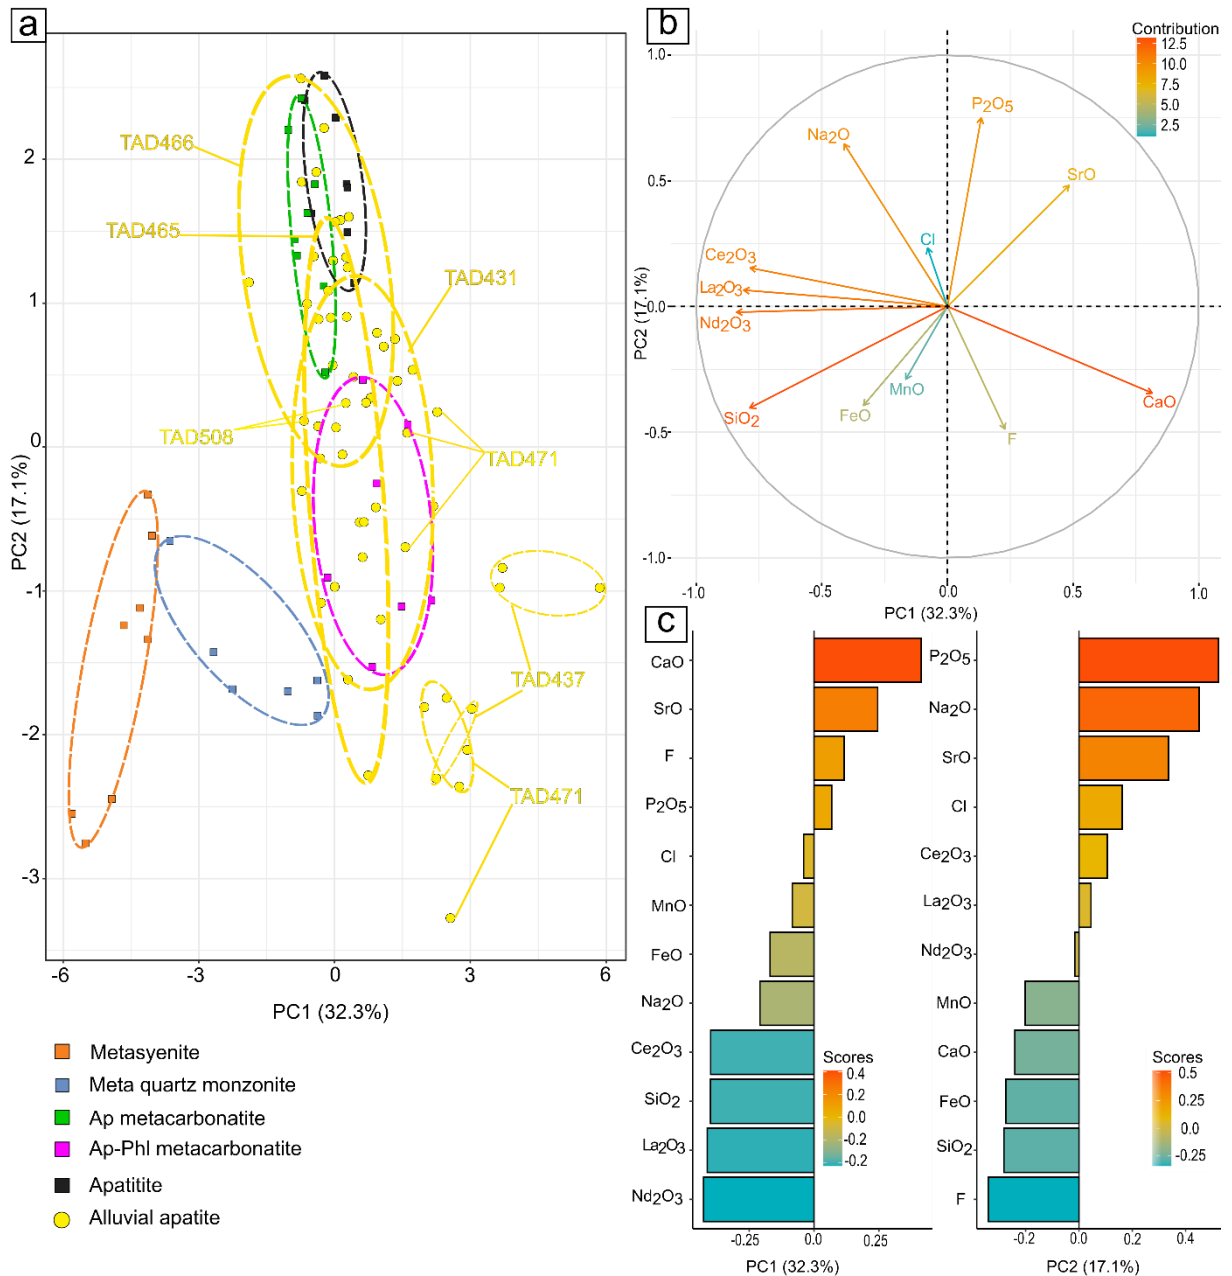 a
TAD466
TAD465
TAD431
TAD508
TAD471
TAD437
TAD471
2
1
0
-1
-2
-3
PC2 (17.1%)
-6
-3
0
3
6
PC1 (32.3%)
Metasyenite
Meta quartz monzonite
Ap metacarbonatite
Ap-Phl metacarbonatite
Apatitite
Alluvial apatite
b
Contribution
12.5
10.0
7.5
5.0
2.5
1.0
0.5
0.0
-0.5
-1.0
PC2 (17.1%)
P2O5
Na2O
SrO
Cl
Ce2O3
La2O3
Nd2O3
MnO
FeO
SiO2
CaO
F
-1.0
-0.5
0.0
0.5
1.0
PC1 (32.3%)
c
CaO
SrO
F
P2O5
Cl
MnO
FeO
Na2O
Ce2O3
SiO2
La2O3
Nd2O3
Scores
0.4
0.2
0.0
-0.2
-0.2
-0.25
0.0
0.25
PC1 (32.3%)
P2O5
Na2O
SrO
Cl
Ce2O3
La2O3
Nd2O3
MnO
CaO
FeO
SiO2
F
Scores
0.5
0.25
0.0
-0.25
-0.2
0.0
0.2
0.4
PC2 (17.1%)